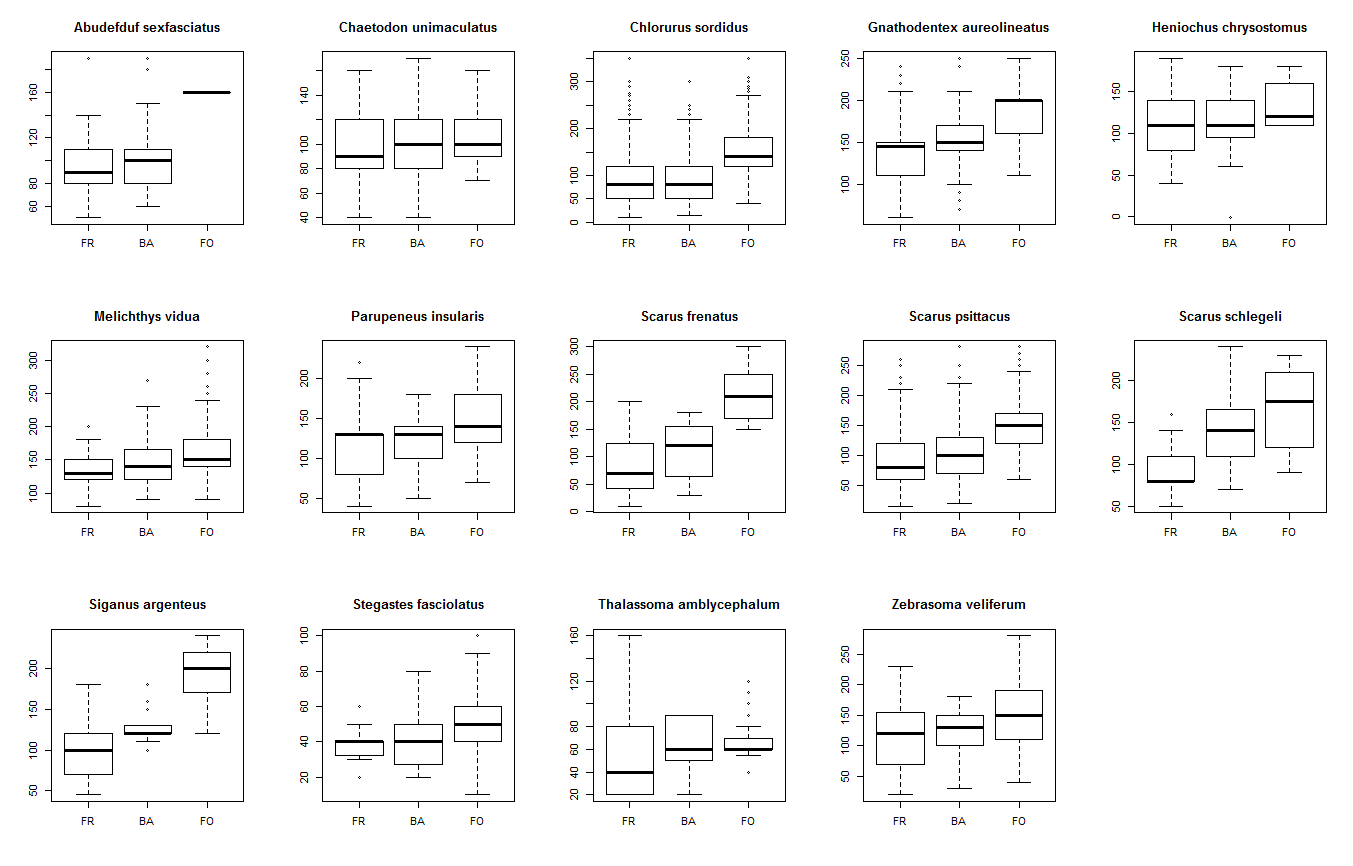 Abudefduf sexfasciatus
60 80 120 160
FR BA FO
Chaetodon unimaculatus
40 60 80 100 140
FR BA FO
Chlorurus sordidus
0 50 100 200 300
FR BA FO
Gnathodentex aureolineatus
100 150 200 250
FR BA FO
Heniochus chrysostomus
0 50 100 150
FR BA FO
Melichthys vidua
100 150 200 250 300
FR BA FO
Parupeneus insularis
50 100 150 200
FR BA FO
Scarus frenatus
0 50 100 150 200 250 300
FR BA FO
Scarus psittacus
50 100 150 200 250
FR BA FO
Scarus schlegeli
50 100 150 200
FR BA FO
Siganus argenteus
50 100 150 200
FR BA FO
Stegastes fasciolatus
20 40 60 80 100
FR BA FO
Thalassoma amblycephalum
20 40 60 80 120 160
FR BA FO
Zebrasoma veliferum
50 100 150 200 250
FR BA FO